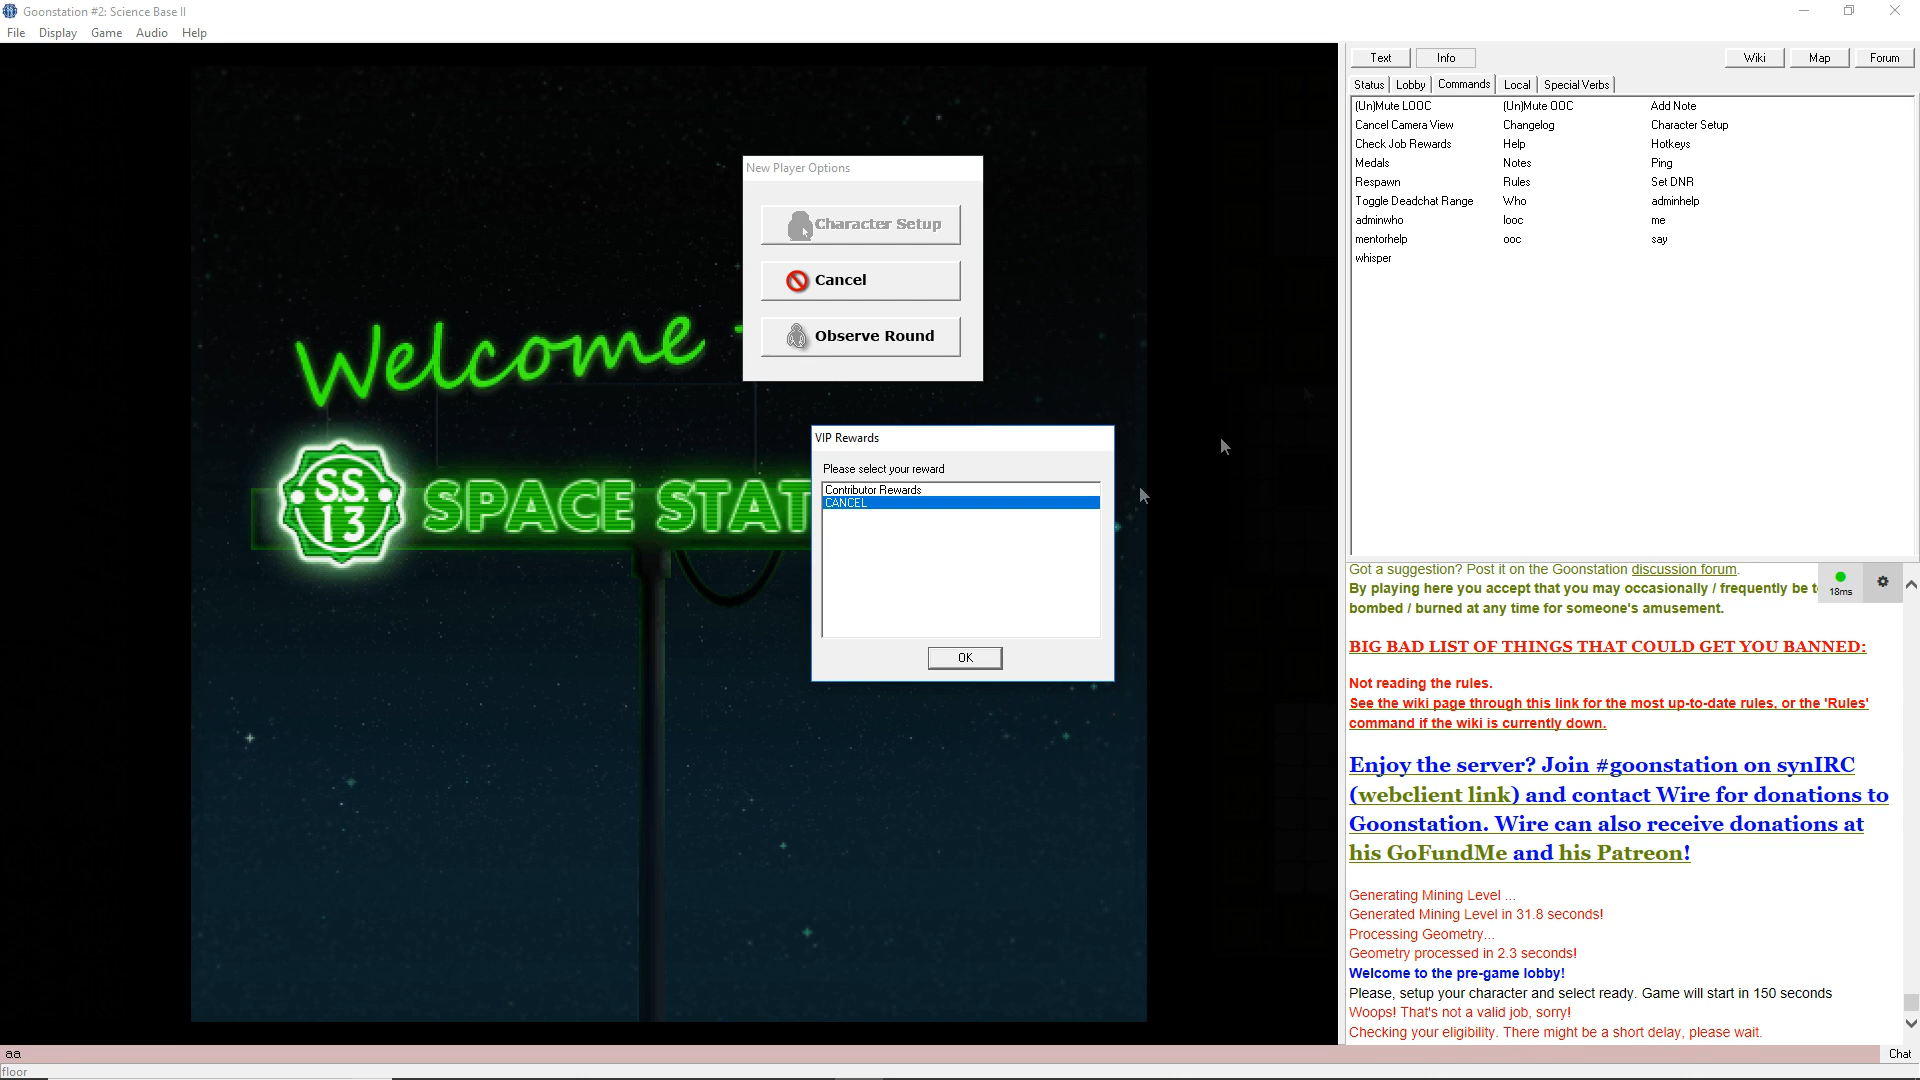 Goonstation #2: Science Base II
File Display Game Audio Help
Text Info Wiki Map Forum
Status Lobby Commands Local Special Verbs
(Un)Mute LOOC (Un)Mute OOC Add Note
Cancel Camera View Changelog Character Setup
Check Job Rewards Help Hotkeys
Medals Notes Ping
Respawn Rules Set DNR
Toggle Deadchat Range Who adminhelp
adminwho looc me
mentorhelp ooc say
whisper
New Player Options
Character Setup
Cancel
Observe Round
Welcome
S.S.
13
SPACE STAT
VIP Rewards
Please select your reward
Contributor Rewards
CANCEL
OK
Got a suggestion? Post it on the Goonstation discussion forum.
By playing here you accept that you may occasionally / frequently be
bombed / burned at any time for someone's amusement.
18ms
BIG BAD LIST OF THINGS THAT COULD GET YOU BANNED:
Not reading the rules.
See the wiki page through this link for the most up-to-date rules, or the 'Rules'
command if the wiki is currently down.
Enjoy the server? Join #goonstation on synIRC
(webclient link) and contact Wire for donations to
Goonstation. Wire can also receive donations at
his GoFundMe and his Patreon!
Generating Mining Level ...
Generated Mining Level in 31.8 seconds!
Processing Geometry...
Geometry processed in 2.3 seconds!
Welcome to the pre-game lobby!
Please, setup your character and select ready. Game will start in 150 seconds
Woops! That's not a valid job, sorry!
Checking your eligibility. There might be a short delay, please wait.
aa
Chat
floor